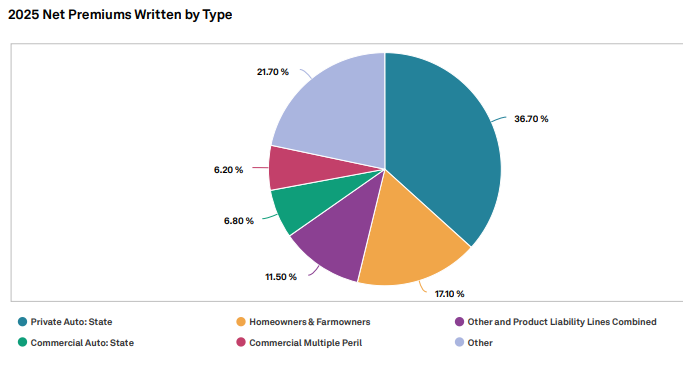 2025 Net Premiums Written by Type
21.70 %
36.70 %
6.20 %
6.80 %
11.50 %
17.10 %
Private Auto: State
Homeowners & Farmowners
Other and Product Liability Lines Combined
Commercial Auto: State
Commercial Multiple Peril
Other